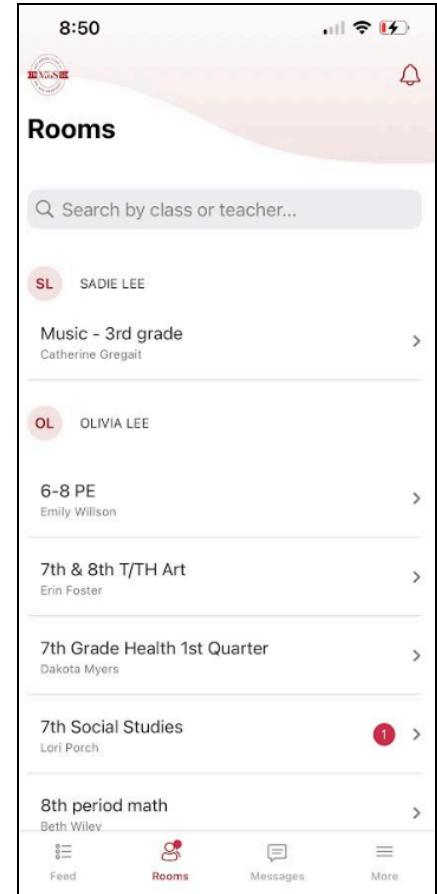 8:50
Rooms
Search by class or teacher...
SL SADIE LEE
Music - 3rd grade
Catherine Gregait
OL OLIVIA LEE
6-8 PE
Emily Willson
7th & 8th T/TH Art
Erin Foster
7th Grade Health 1st Quarter
Dakota Myers
7th Social Studies
1
Lori Porch
8th period math
Beth Wiley
Feed Rooms Messages More